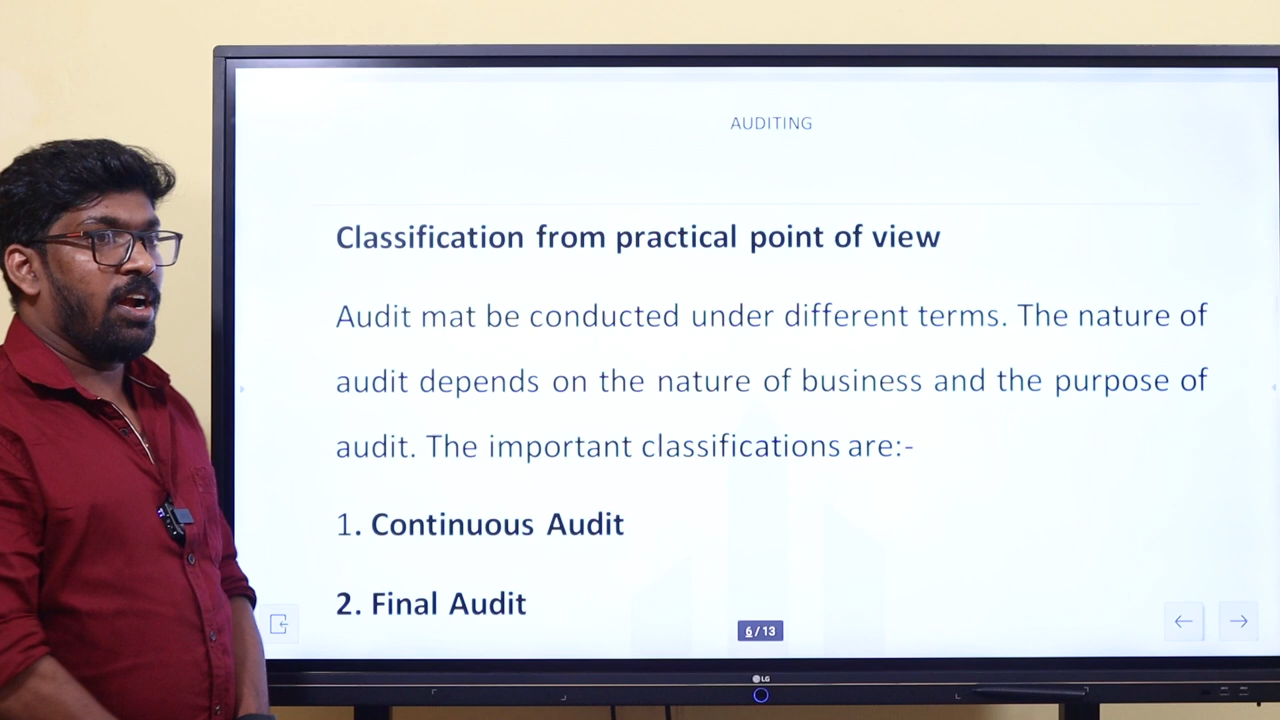 AUDITING
Classification from practical point of view
Audit mat be conducted under different terms. The nature of
audit depends on the nature of business and the purpose of
audit. The important classifications are:-
1. Continuous Audit
2. Final Audit
6 / 13
LG